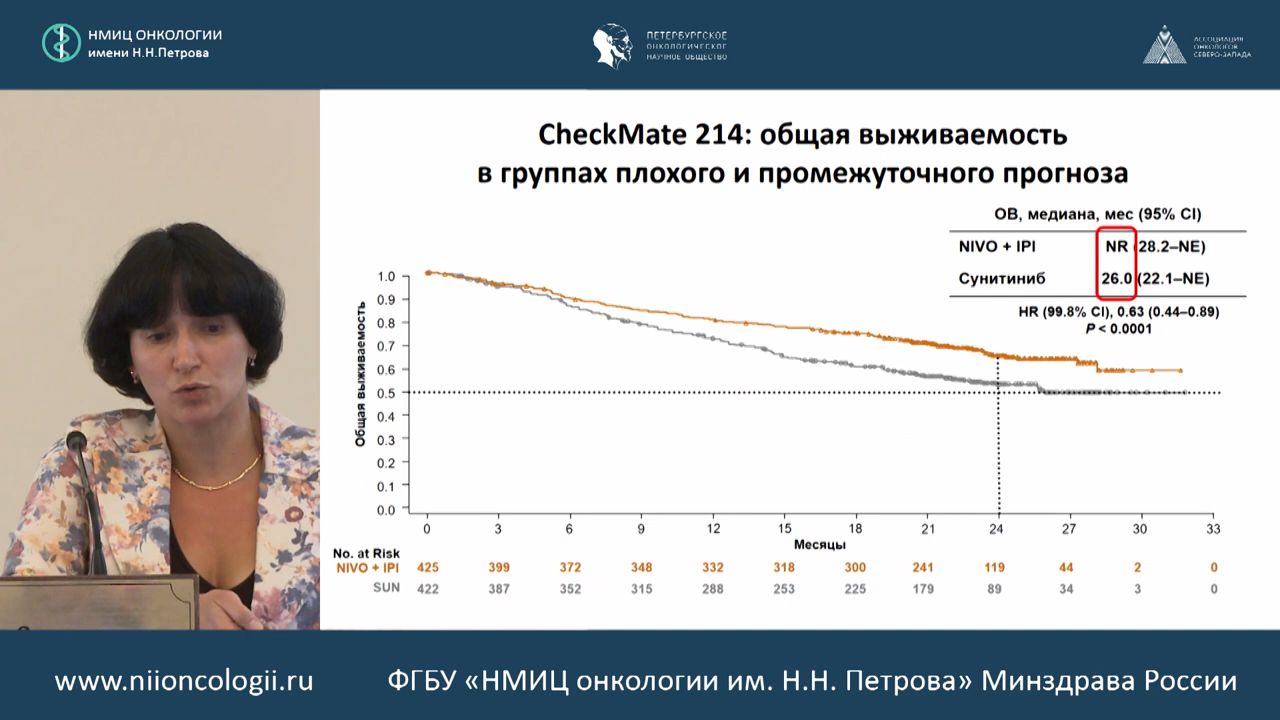 НМИЦ ОНКОЛОГИИ
имени Н.Н.Петрова
ПЕТЕРБУРГСКОЕ
ОНКОЛОГИЧЕСКОЕ
НАУЧНОЕ ОБЩЕСТВО
АССОЦИАЦИЯ
ОНКОЛОГОВ
СЕВЕРО-ЗАПАДА
CheckMate 214: общая выживаемость
в группах плохого и промежуточного прогноза
ОВ, медиана, мес (95% CI)
NIVO + IPI NR (28.2–NE)
Сунитиниб 26.0 (22.1–NE)
HR (99.8% CI), 0.63 (0.44–0.89)
P < 0.0001
Общая выживаемость
1.0
0.9
0.8
0.7
0.6
0.5
0.4
0.3
0.2
0.1
0.0
0 3 6 9 12 15 18 21 24 27 30 33
Месяцы
No. at Risk
NIVO + IPI 425 399 372 348 332 318 300 241 119 44 2 0
SUN 422 387 352 315 288 253 225 179 89 34 3 0
www.niioncologii.ru ФГБУ «НМИЦ онкологии им. Н.Н. Петрова» Минздрава России